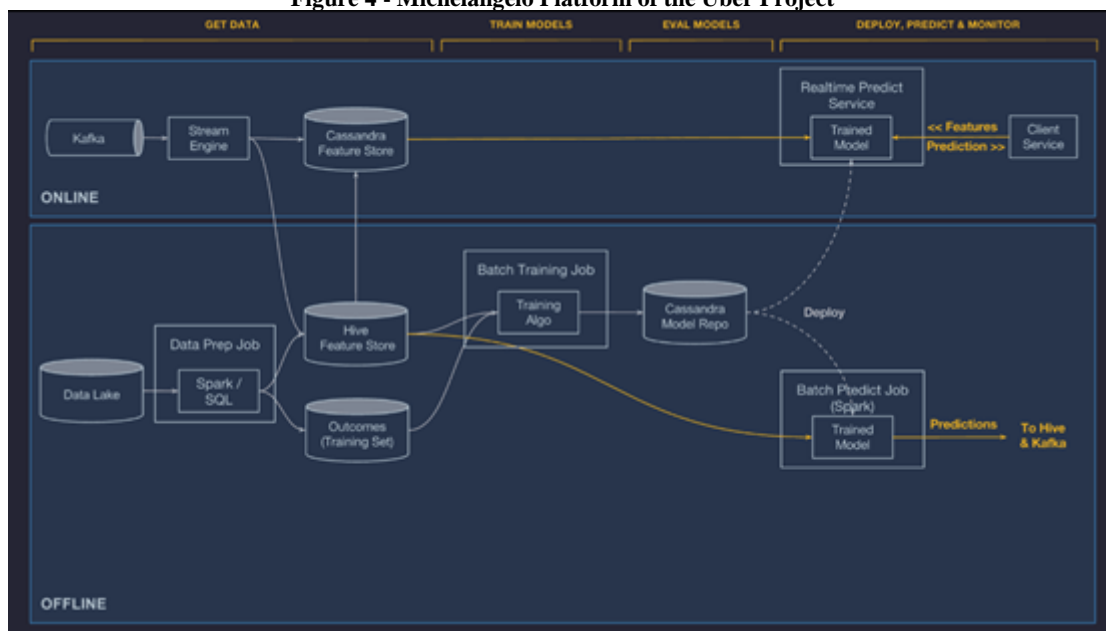 Figure 4 - Michelangelo Platform of the Uber Project
GET DATA
TRAIN MODELS
EVAL MODELS
DEPLOY, PREDICT & MONITOR
Kafka
Stream
Engine
Cassandra
Feature Store
Realtime Predict
Service
Trained
Model
<< Features
Prediction >>
Client
Service
ONLINE
Data Lake
Data Prep Job
Spark /
SQL
Hive
Feature Store
Outcomes
(Training Set)
Batch Training Job
Training
Algo
Cassandra
Model Repo
Deploy
Batch Predict Job
(Spark)
Trained
Model
Predictions
To Hive
& Kafka
OFFLINE